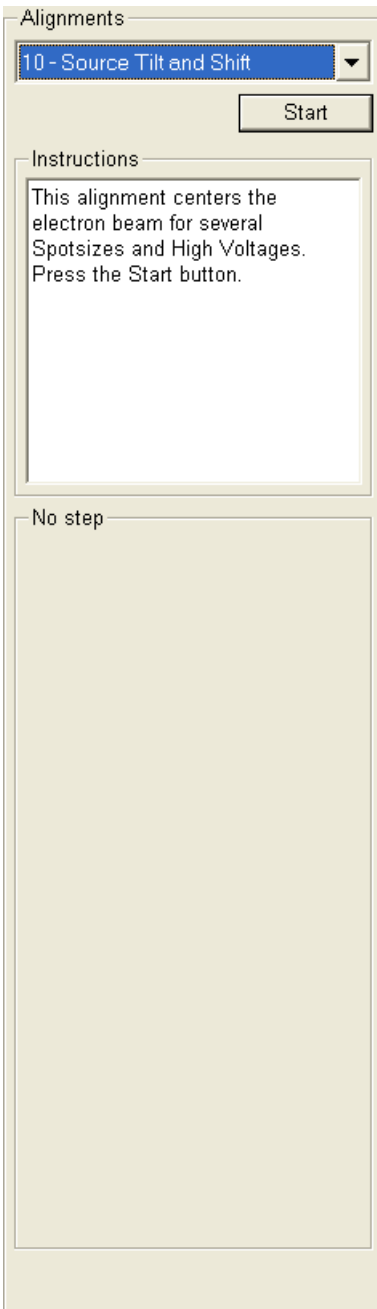 Alignments
10 - Source Tilt and Shift
Start
Instructions
This alignment centers the
electron beam for several
Spotsizes and High Voltages.
Press the Start button.
No step